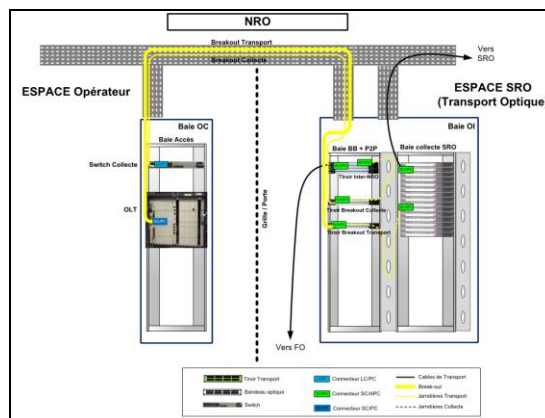 NRO
Breakout Transport
Breakout Collecte
Vers
SRO
ESPACE Opérateur
ESPACE SRO
(Transport Optique)
Baie OC
Baie OI
Baie Accès
Baie BB + P2P
Baie collecte SRO
Switch Collecte
Tiroir Inter-NRO
OLT
SC/PC
Tiroir Breakout Collecte
Tiroir Breakout Transport
Grille / Porte
Vers FO
Tiroir Transport
Connecteur LC/PC
Cables de Transport
Break-out
Bandeau optique
Connecteur SC/APC
Jarretières Transport
Switch
Connecteur SC/PC
Jarretières Collecte